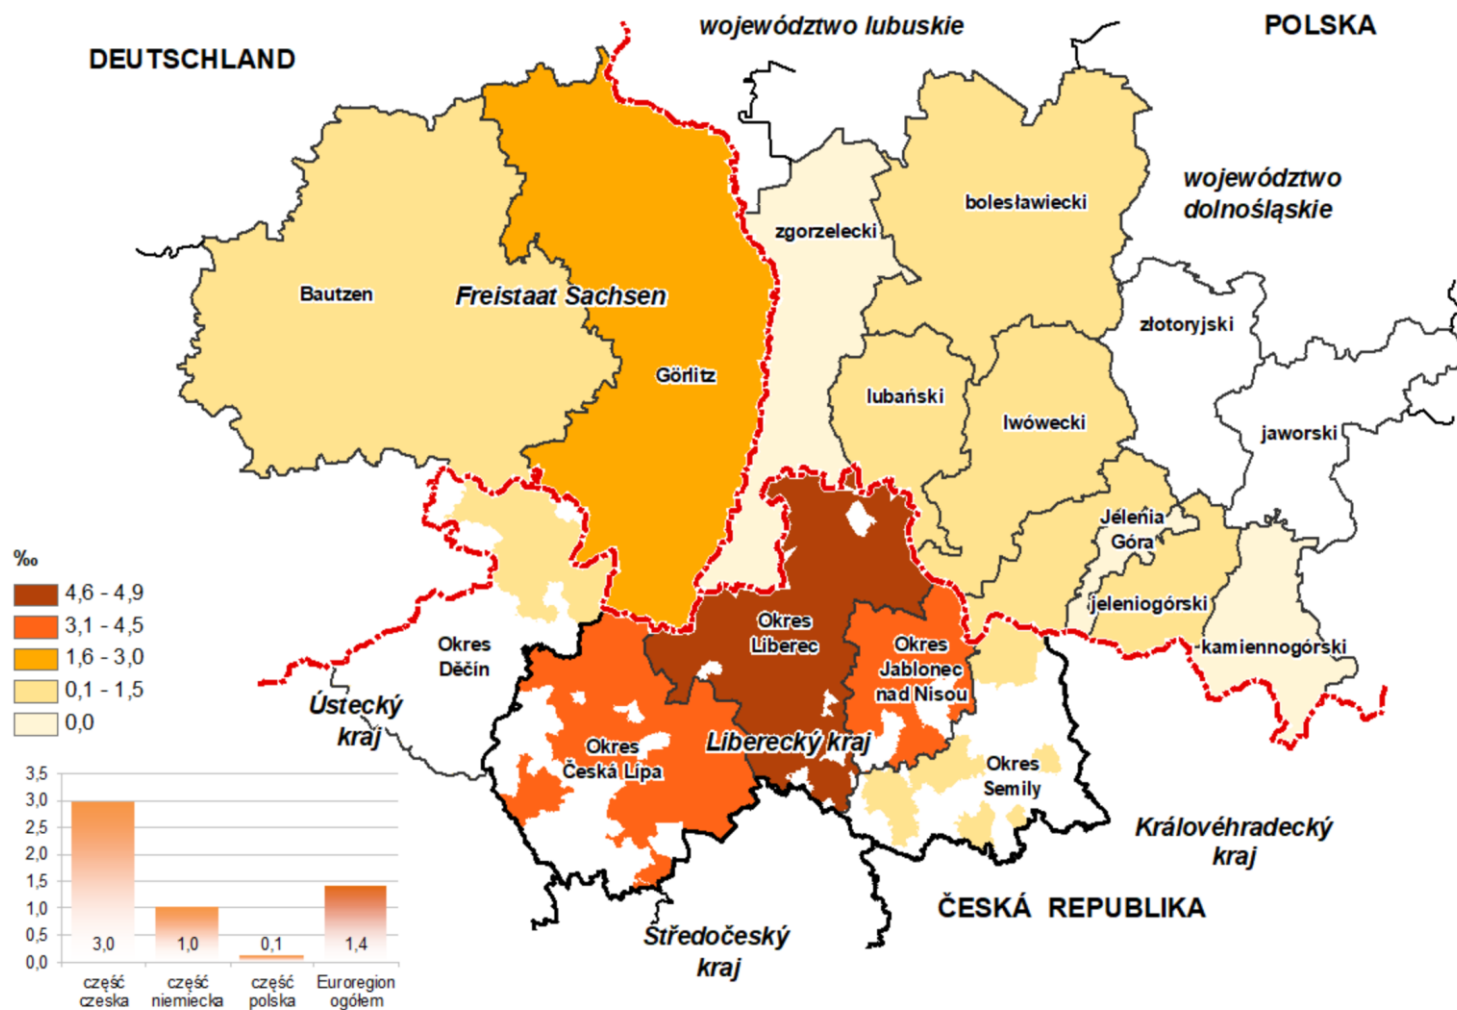 województwo lubuskie
POLSKA
DEUTSCHLAND
województwo
dolnośląskie
bolesławiecki
zgorzelecki
Bautzen
Freistaat Sachsen
złotoryjski
Görlitz
lubański
lwówecki
jaworski
Jelenia
Góra
jeleniogórski
kamiennogórski
‰
4,6 - 4,9
3,1 - 4,5
1,6 - 3,0
0,1 - 1,5
0,0
Okres
Děčín
Okres
Liberec
Okres
Jablonec
nad Nisou
Ústecký
kraj
Okres
Česká Lípa
Liberecký kraj
Okres
Semily
Královéhradecký
kraj
ČESKÁ REPUBLIKA
Středočeský
kraj
3,5
3,0
2,5
2,0
1,5
1,0
0,5
0,0
3,0
1,0
0,1
1,4
część
czeska
część
niemiecka
część
polska
Euroregion
ogółem